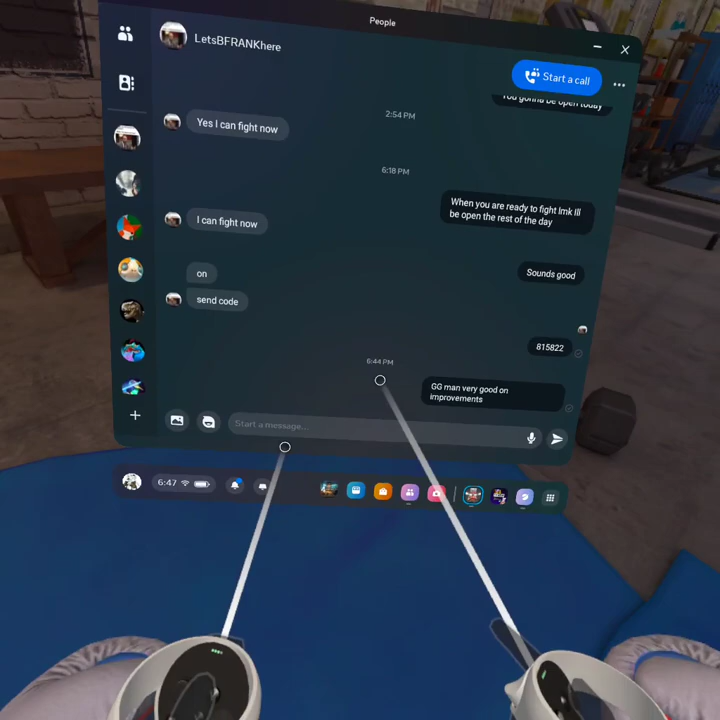 People
LetsBFRANKhere
Start a call
You gonna be open today
2:54 PM
Yes I can fight now
6:18 PM
When you are ready to fight lmk Ill
be open the rest of the day
I can fight now
Sounds good
on
send code
815822
6:44 PM
GG man very good on
improvements
Start a message...
6:47